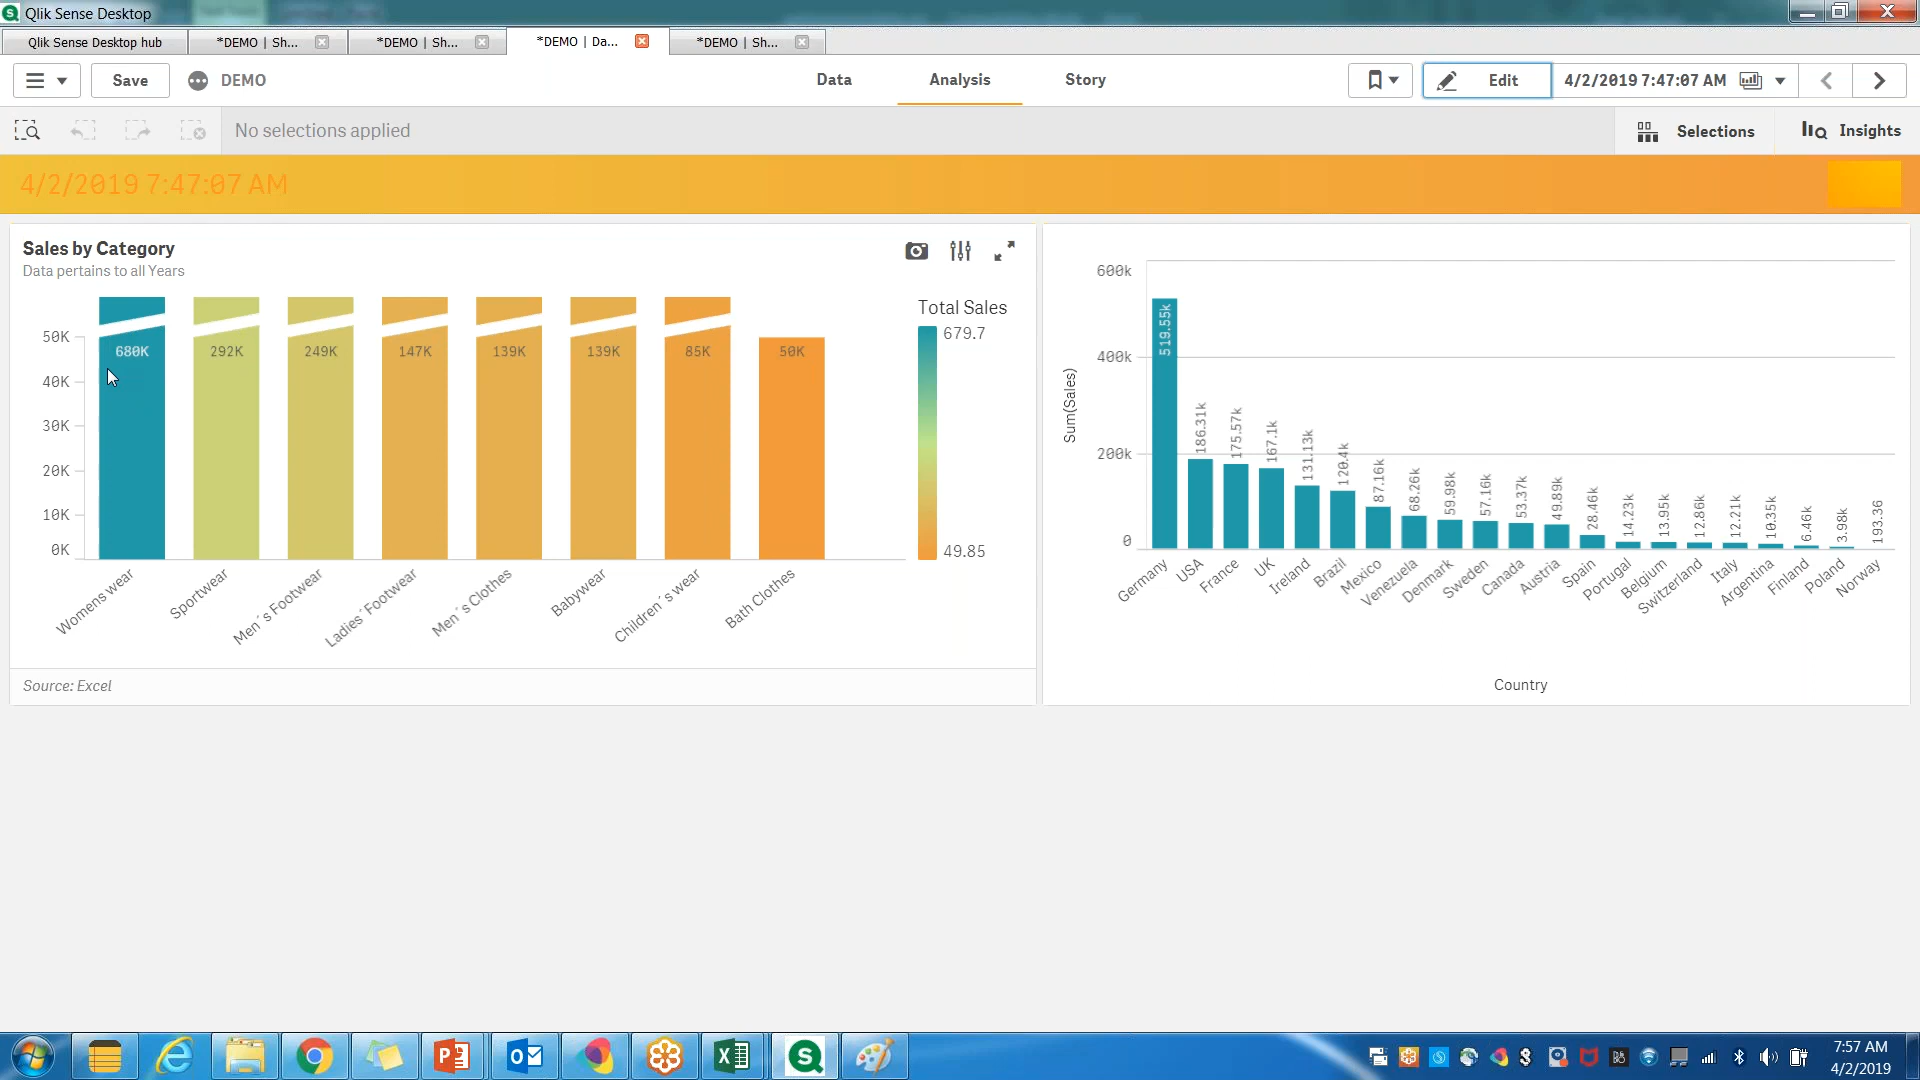 Qlik Sense Desktop
Qlik Sense Desktop hub
*DEMO | Sh...
*DEMO | Sh...
*DEMO | Da...
*DEMO | Sh...
Save
DEMO
Data
Analysis
Story
Edit
4/2/2019 7:47:07 AM
No selections applied
Selections
Insights
4/2/2019 7:47:07 AM
Sales by Category
Data pertains to all Years
50K
40K
30K
20K
10K
0K
680K
292K
249K
147K
139K
139K
85K
50K
Womens wear
Sportwear
Men´s Footwear
Ladies´Footwear
Men´s Clothes
Babywear
Children´s wear
Bath Clothes
Total Sales
679.7
49.85
Source: Excel
600k
400k
200k
0
Sum(Sales)
519.55k
186.31k
175.57k
167.1k
131.13k
120.4k
87.16k
68.26k
59.98k
57.16k
53.37k
49.89k
28.46k
14.23k
13.95k
12.86k
12.21k
10.35k
6.46k
3.98k
193.36
Germany
USA
France
UK
Ireland
Brazil
Mexico
Venezuela
Denmark
Sweden
Canada
Austria
Spain
Portugal
Belgium
Switzerland
Italy
Argentina
Finland
Poland
Norway
Country
7:57 AM
4/2/2019